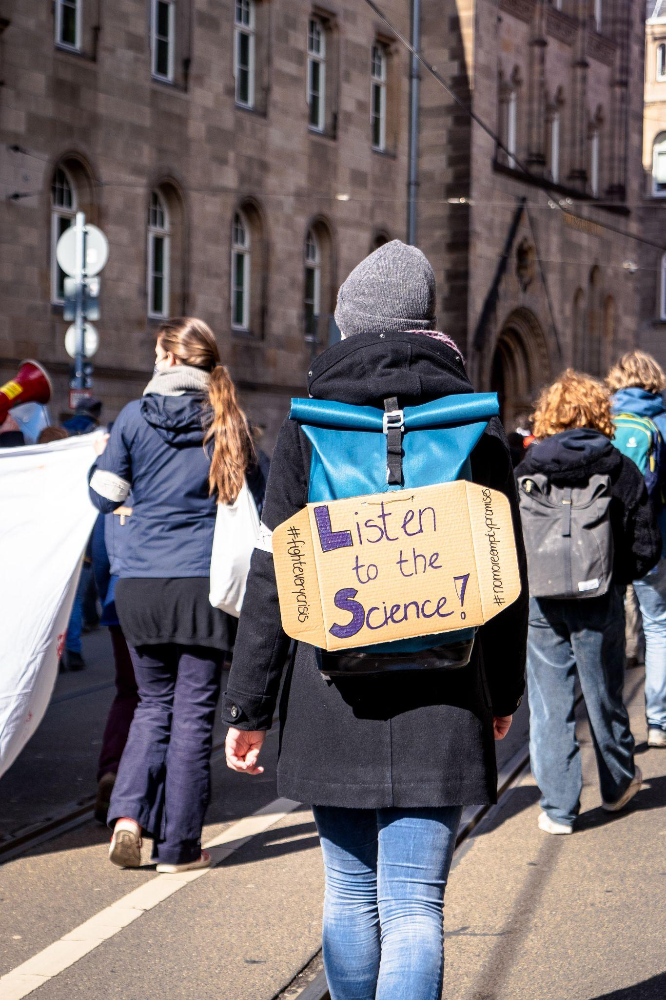 Listen
to the
Science!
#fighteverycrisis
#nomoreemptypromises